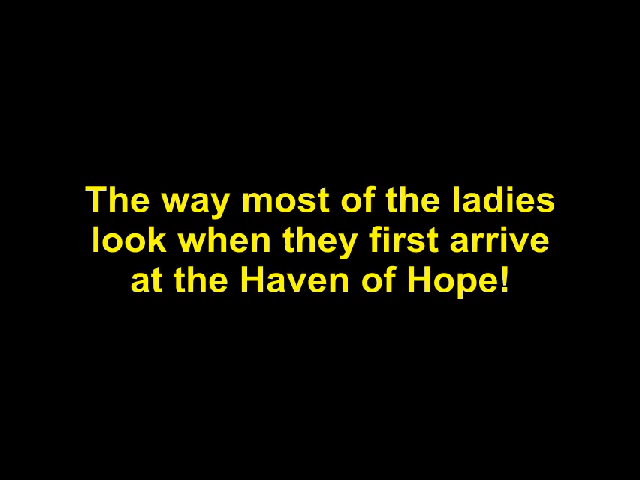 The way most of the ladies
look when they first arrive
at the Haven of Hope!